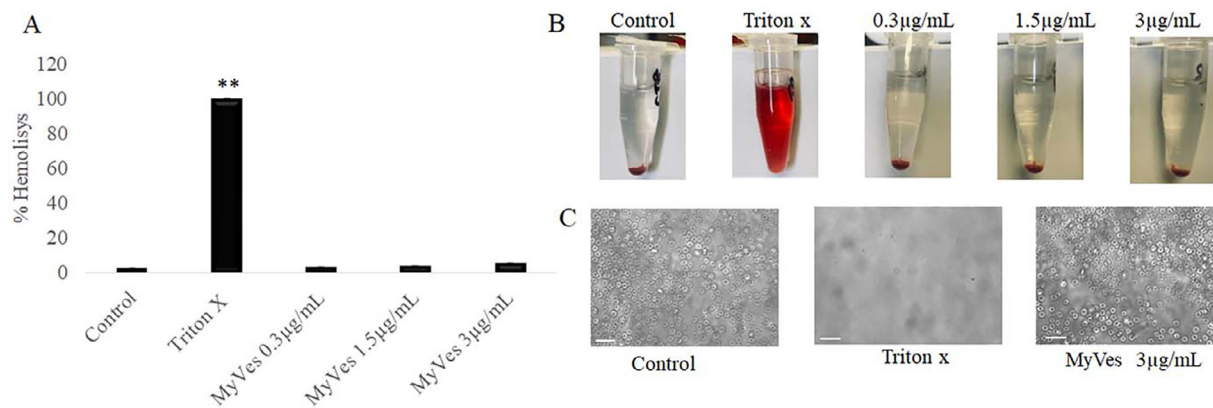 A
% Hemolisys
120
100
80
60
40
20
0
**
Control
Triton X
MyVes 0.3µg/mL
MyVes 1.5µg/mL
MyVes 3µg/mL
B
Control
Triton x
0.3µg/mL
1.5µg/mL
3µg/mL
C
Control
Triton x
MyVes 3µg/mL